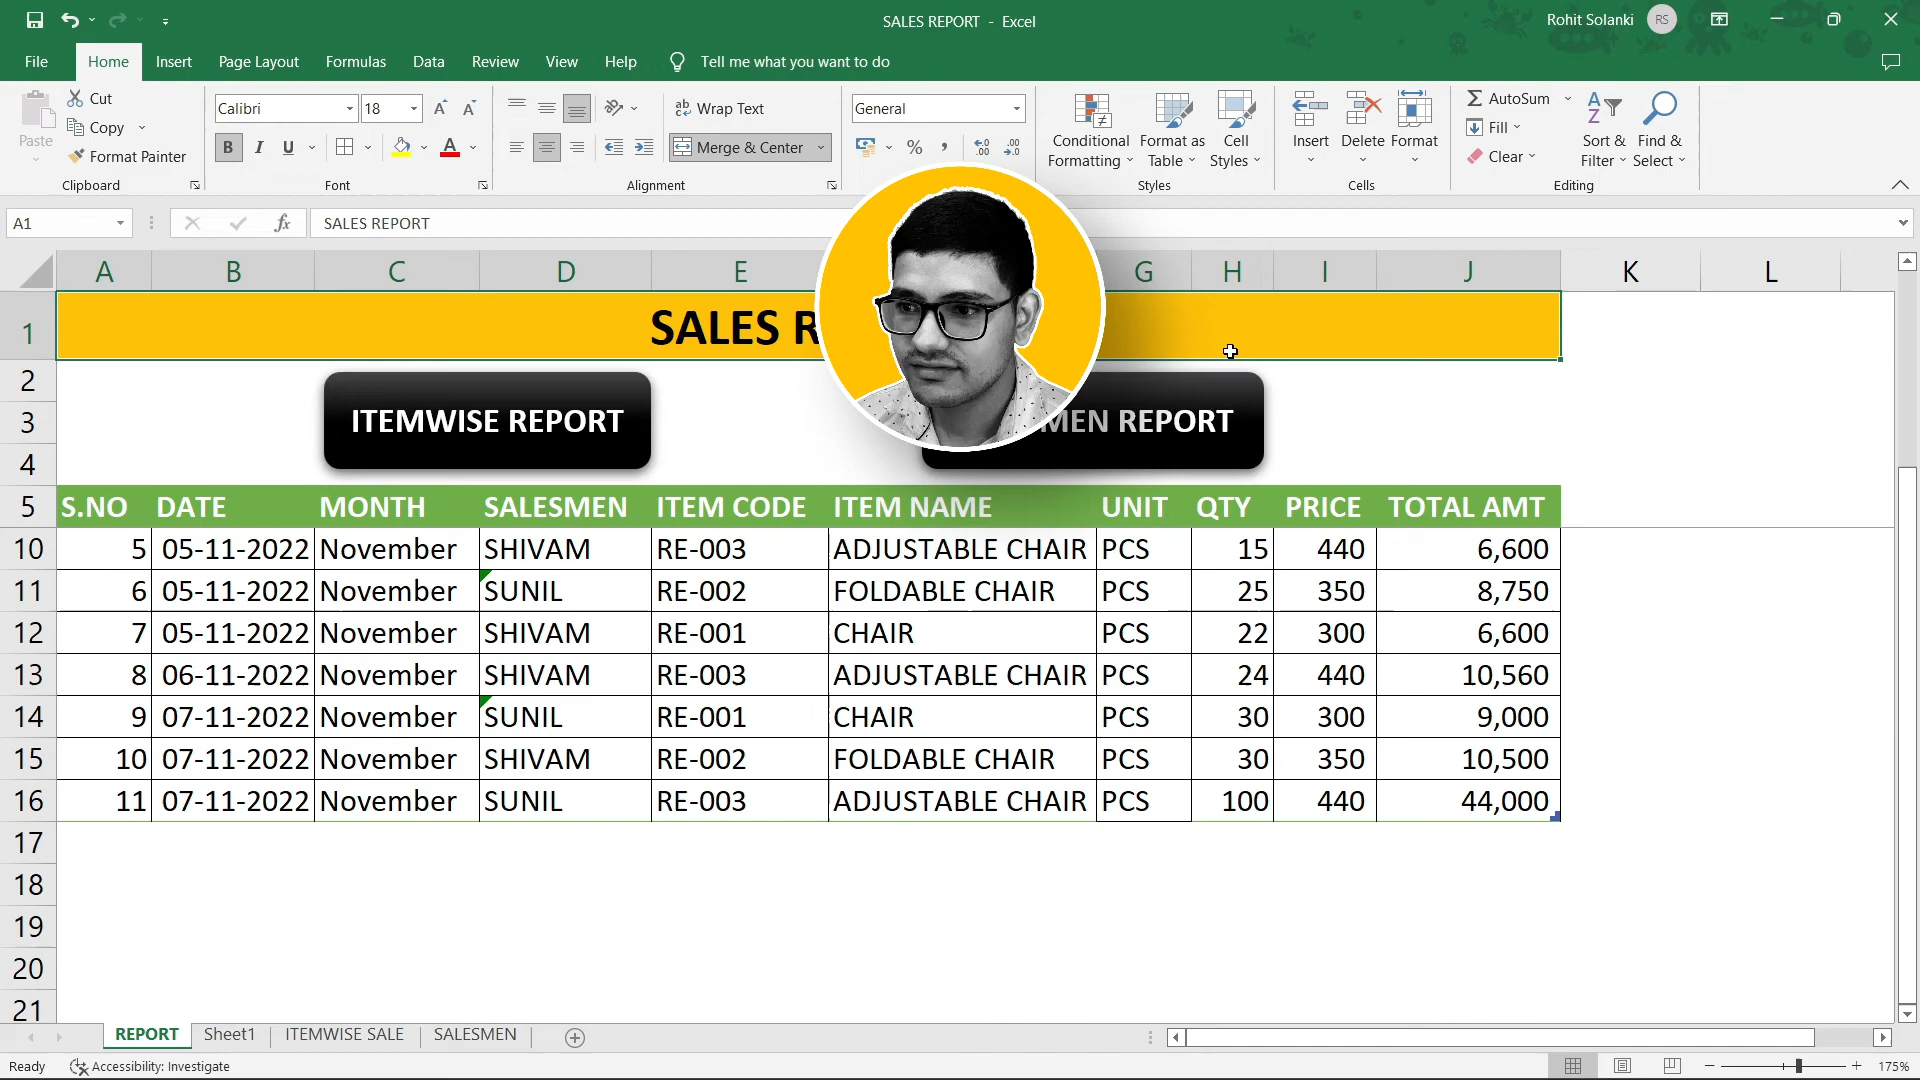 SALES REPORT - Excel
Rohit Solanki RS
File Home Insert Page Layout Formulas Data Review View Help Tell me what you want to do
Paste
Cut
Copy
Format Painter
Clipboard
Calibri 18
B I U A
Font
ab Wrap Text
Merge & Center
Alignment
General
% ,
Conditional Formatting
Format as Table
Cell Styles
Styles
Insert Delete Format
Cells
AutoSum
Fill
Clear
Sort & Filter
Find & Select
Editing
A1 fx SALES REPORT
A B C D E G H I J K L
1 SALES R
2
3 ITEMWISE REPORT MEN REPORT
4
5 S.NO DATE MONTH SALESMEN ITEM CODE ITEM NAME UNIT QTY PRICE TOTAL AMT
10 5 05-11-2022 November SHIVAM RE-003 ADJUSTABLE CHAIR PCS 15 440 6,600
11 6 05-11-2022 November SUNIL RE-002 FOLDABLE CHAIR PCS 25 350 8,750
12 7 05-11-2022 November SHIVAM RE-001 CHAIR PCS 22 300 6,600
13 8 06-11-2022 November SHIVAM RE-003 ADJUSTABLE CHAIR PCS 24 440 10,560
14 9 07-11-2022 November SUNIL RE-001 CHAIR PCS 30 300 9,000
15 10 07-11-2022 November SHIVAM RE-002 FOLDABLE CHAIR PCS 30 350 10,500
16 11 07-11-2022 November SUNIL RE-003 ADJUSTABLE CHAIR PCS 100 440 44,000
17
18
19
20
21
REPORT Sheet1 ITEMWISE SALE SALESMEN
Ready Accessibility: Investigate 175%